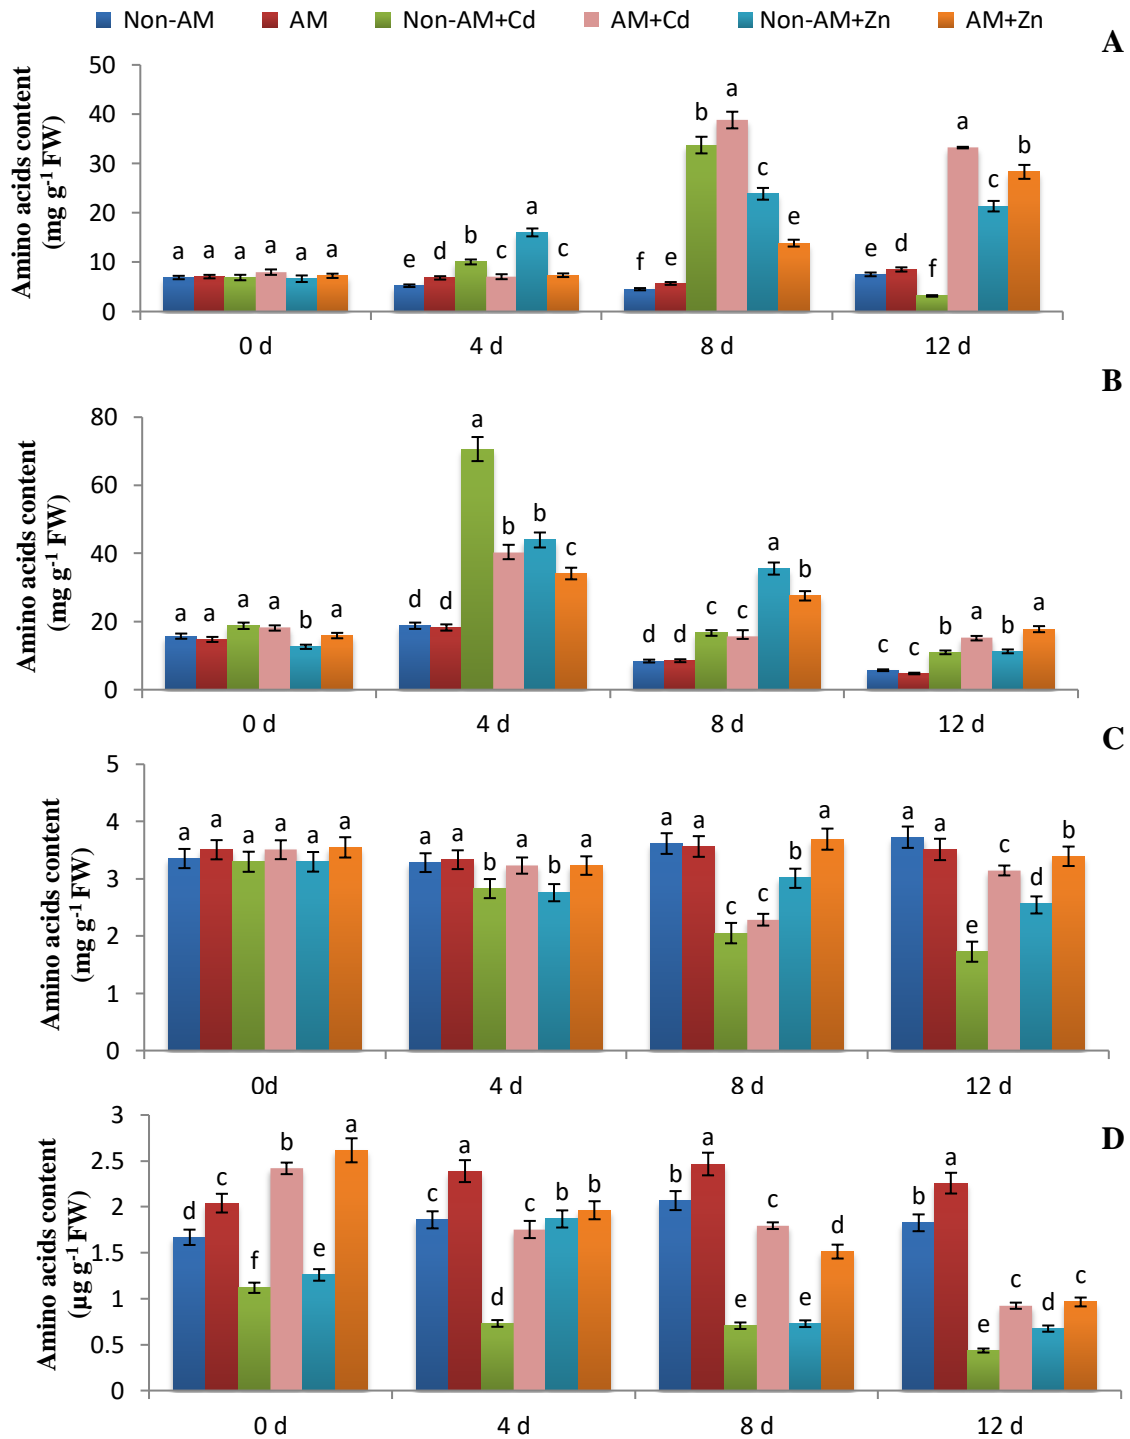 Non-AM AM Non-AM+Cd AM+Cd Non-AM+Zn AM+Zn
A
Amino acids content
(mg g-1 FW)
50
40
30
20
10
0
a a a a a a
e d b c a c
f e b a c e
e d f a c b
0 d 4 d 8 d 12 d
B
Amino acids content
(mg g-1 FW)
80
60
40
20
0
a a a a b a
d d a b b c
d d c c a b
c c b a b a
0 d 4 d 8 d 12 d
C
Amino acids content
(mg g-1 FW)
5
4
3
2
1
0
a a a a a a
a a b a b a
a a c c b a
a a e c d b
0d 4 d 8 d 12 d
D
Amino acids content
(µg g-1 FW)
3
2.5
2
1.5
1
0.5
0
d c f b e a
c a d c b b
b a e c e d
b a e c d c
0 d 4 d 8 d 12 d